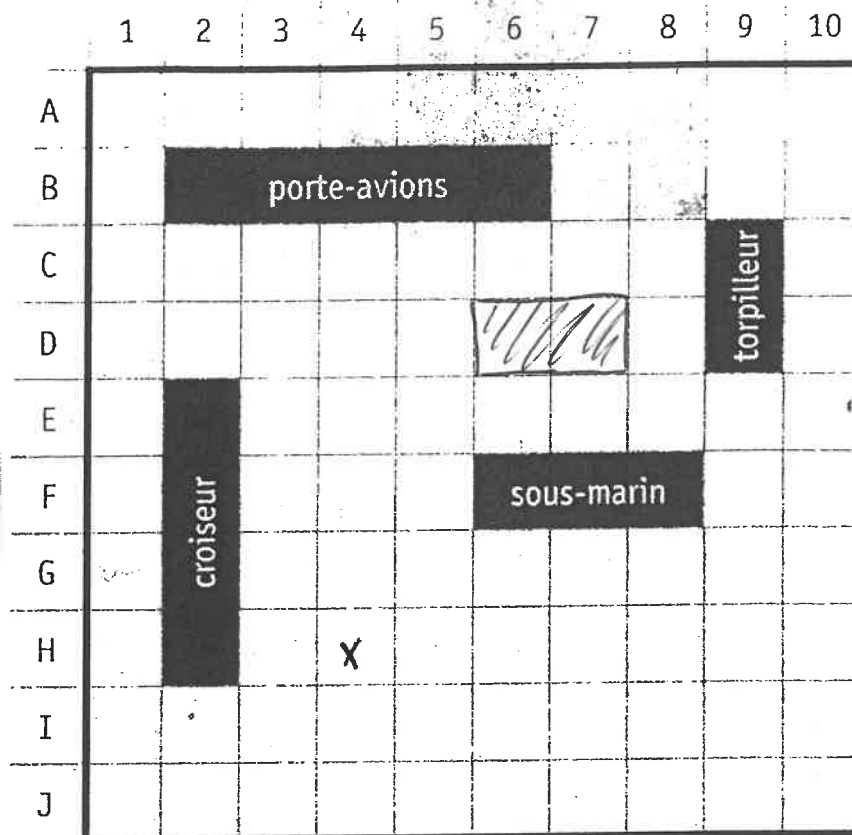 1 2 3 4 5 6 7 8 9 10
A
B porte-avions
C
torpilleur
D
E
F sous-marin
croiseur
G
H X
I
J